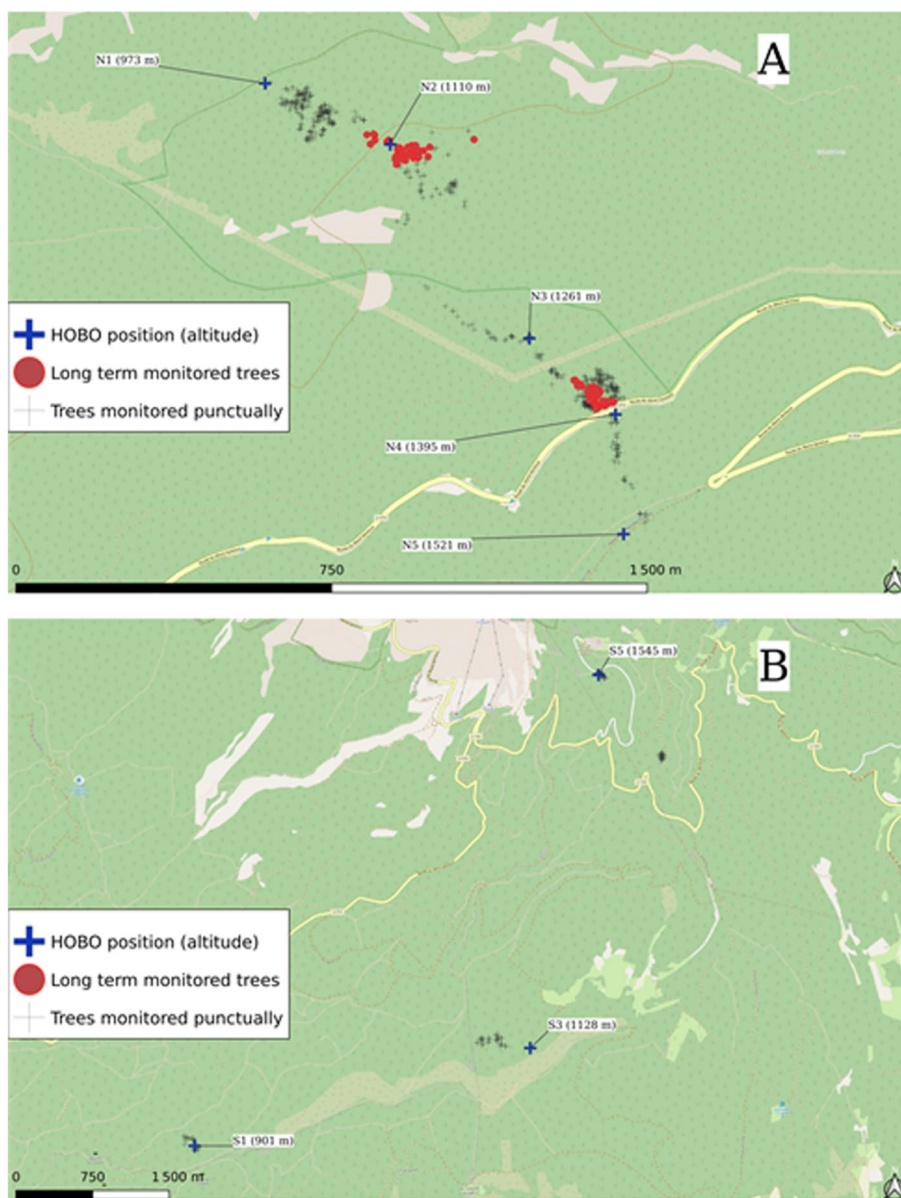 A
N1 (973 m)
N2 (1110 m)
N3 (1261 m)
HOBO position (altitude)
Long term monitored trees
Trees monitored punctually
N4 (1395 m)
N5 (1521 m)
0
750
1 500 m
B
S5 (1545 m)
HOBO position (altitude)
Long term monitored trees
Trees monitored punctually
S3 (1128 m)
S1 (901 m)
0
750
1 500 m